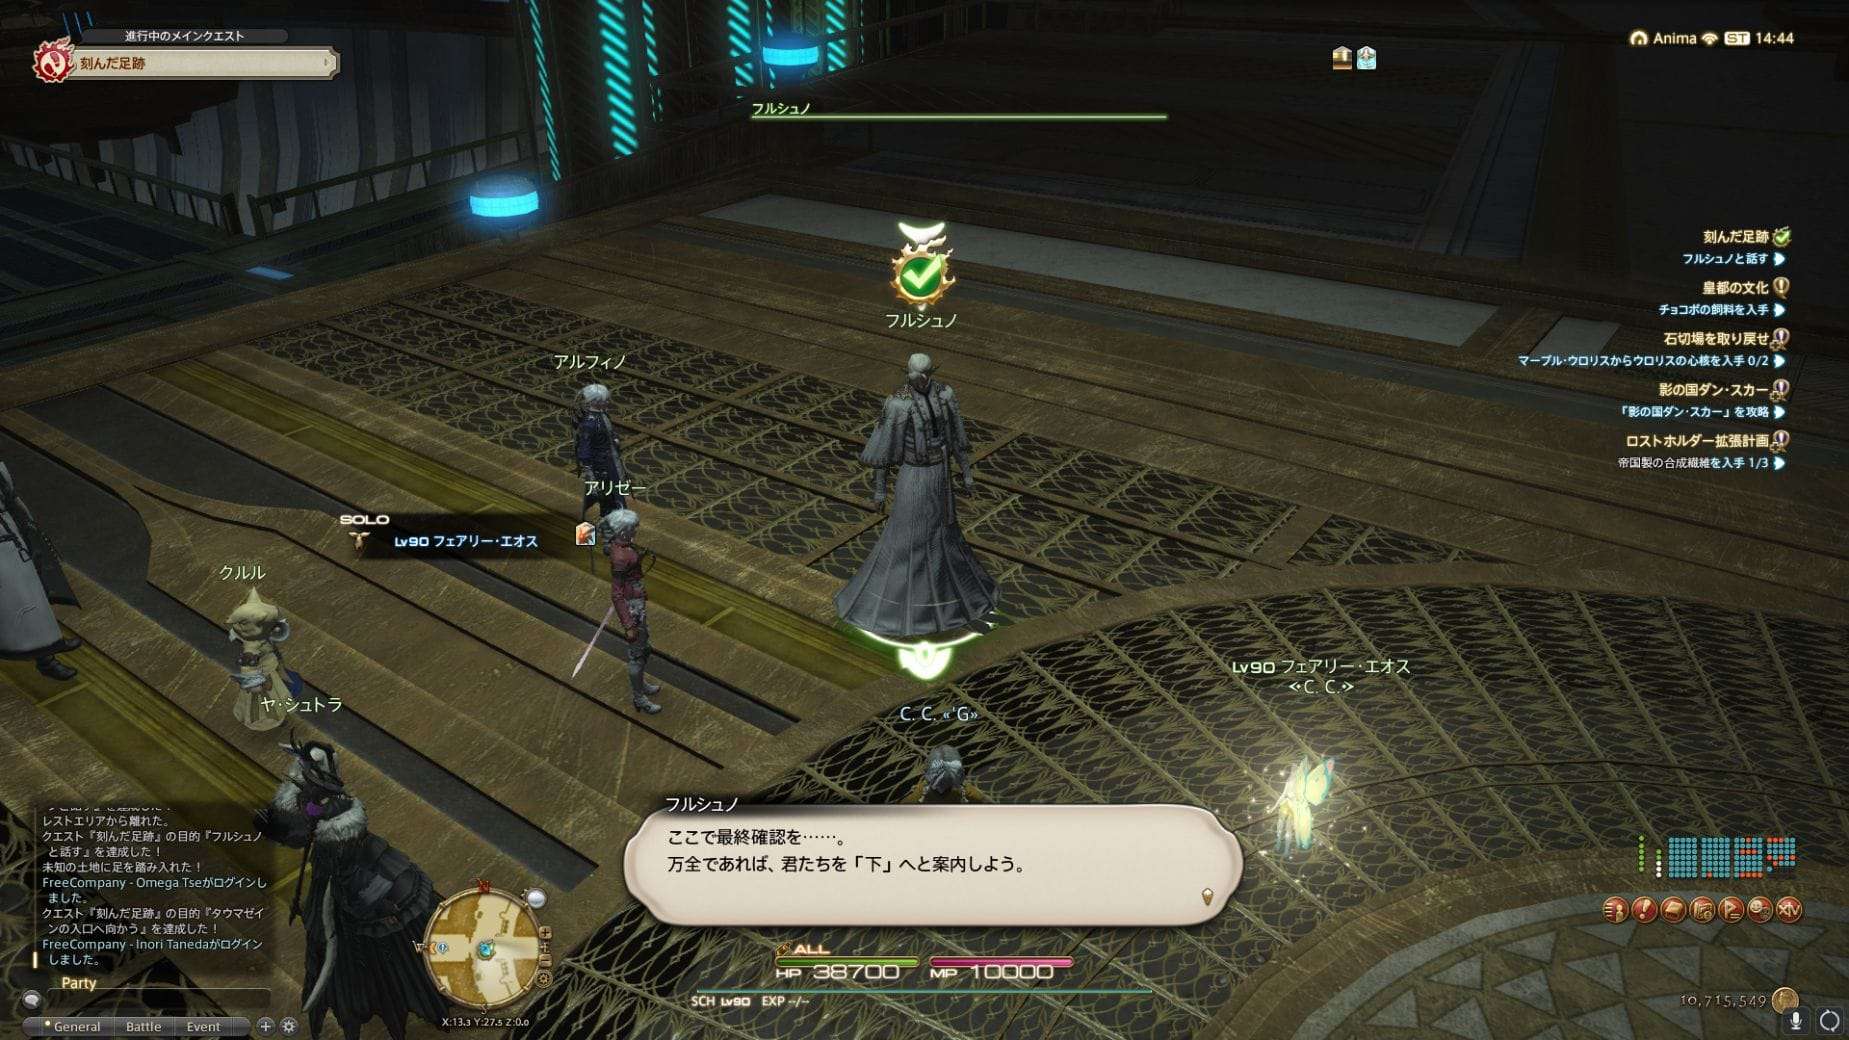 進行中のメインクエスト
刻んだ足跡
Anima ST 14:44
フルシュノ
フルシュノ
刻んだ足跡
フルシュノと話す
皇都の文化
チョコボの飼料を入手
石切場を取り戻せ
マーブル・ウロリスからウロリスの心核を入手 0/2
影の国ダン・スカー
「影の国ダン・スカー」を攻略
ロストホルダー拡張計画
帝国製の合成繊維を入手 1/3
アルフィノ
アリゼー
SOLO
Lv90 フェアリー・エオス
クルル
ヤ・シュトラ
Lv90 フェアリー・エオス
C. C.
C. C. «'G»
フルシュノ
ここで最終確認を……。
万全であれば、君たちを「下」へと案内しよう。
レストエリアから離れた。
クエスト『刻んだ足跡』の目的『フルシュノ
と話す』を達成した！
未知の土地に足を踏み入れた！
FreeCompany - Omega Tseがログインし
ました。
クエスト『刻んだ足跡』の目的『タウマゼイ
ンの入口へ向かう』を達成した！
FreeCompany - Inori Tanedaがログイン
しました。
Party
General Battle Event
X:13.3 Y:27.5 Z:0.0
ALL
HP 38700 MP 10000
SCH Lv90 EXP --/--
XIV
10,715,549